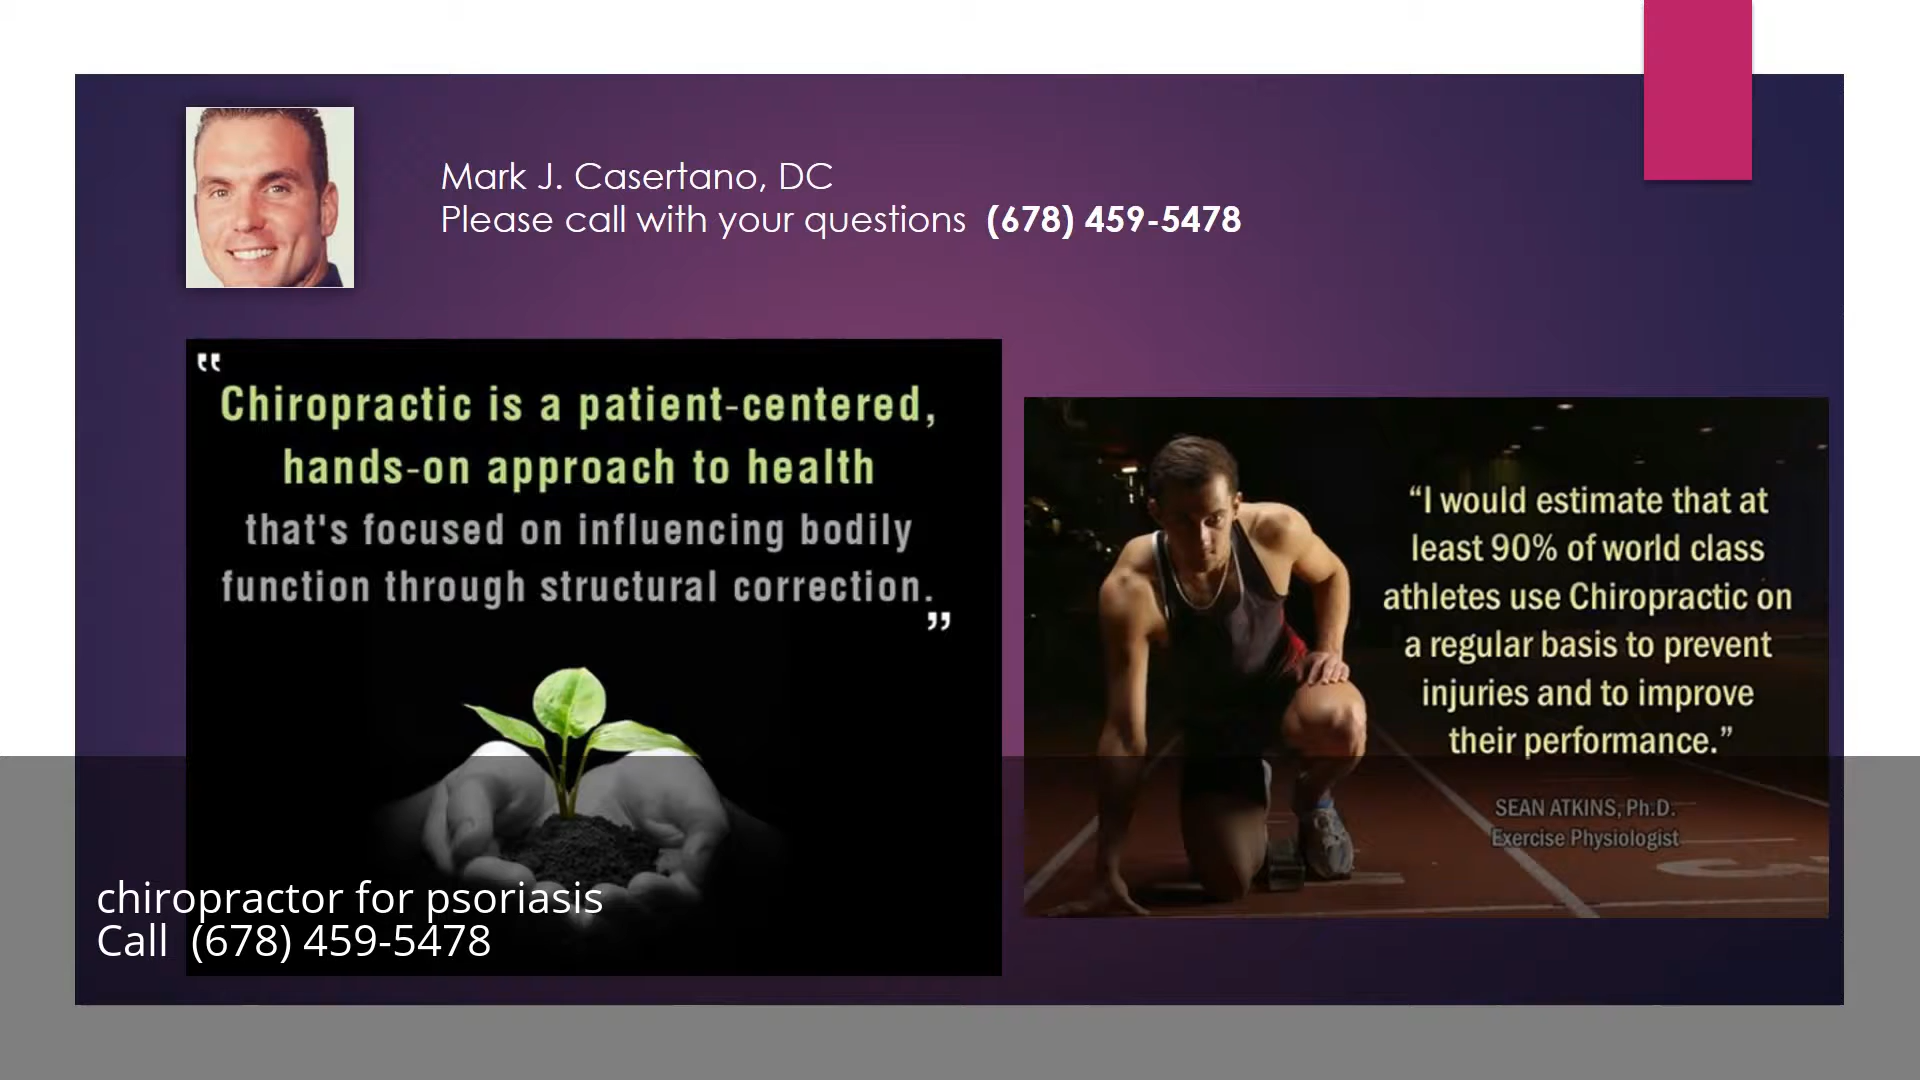 Mark J. Casertano, DC
Please call with your questions (678) 459-5478
"
Chiropractic is a patient-centered,
hands-on approach to health
that's focused on influencing bodily
function through structural correction.
"
“I would estimate that at
least 90% of world class
athletes use Chiropractic on
a regular basis to prevent
injuries and to improve
their performance.”
SEAN ATKINS, Ph.D.
Exercise Physiologist
chiropractor for psoriasis
Call (678) 459-5478